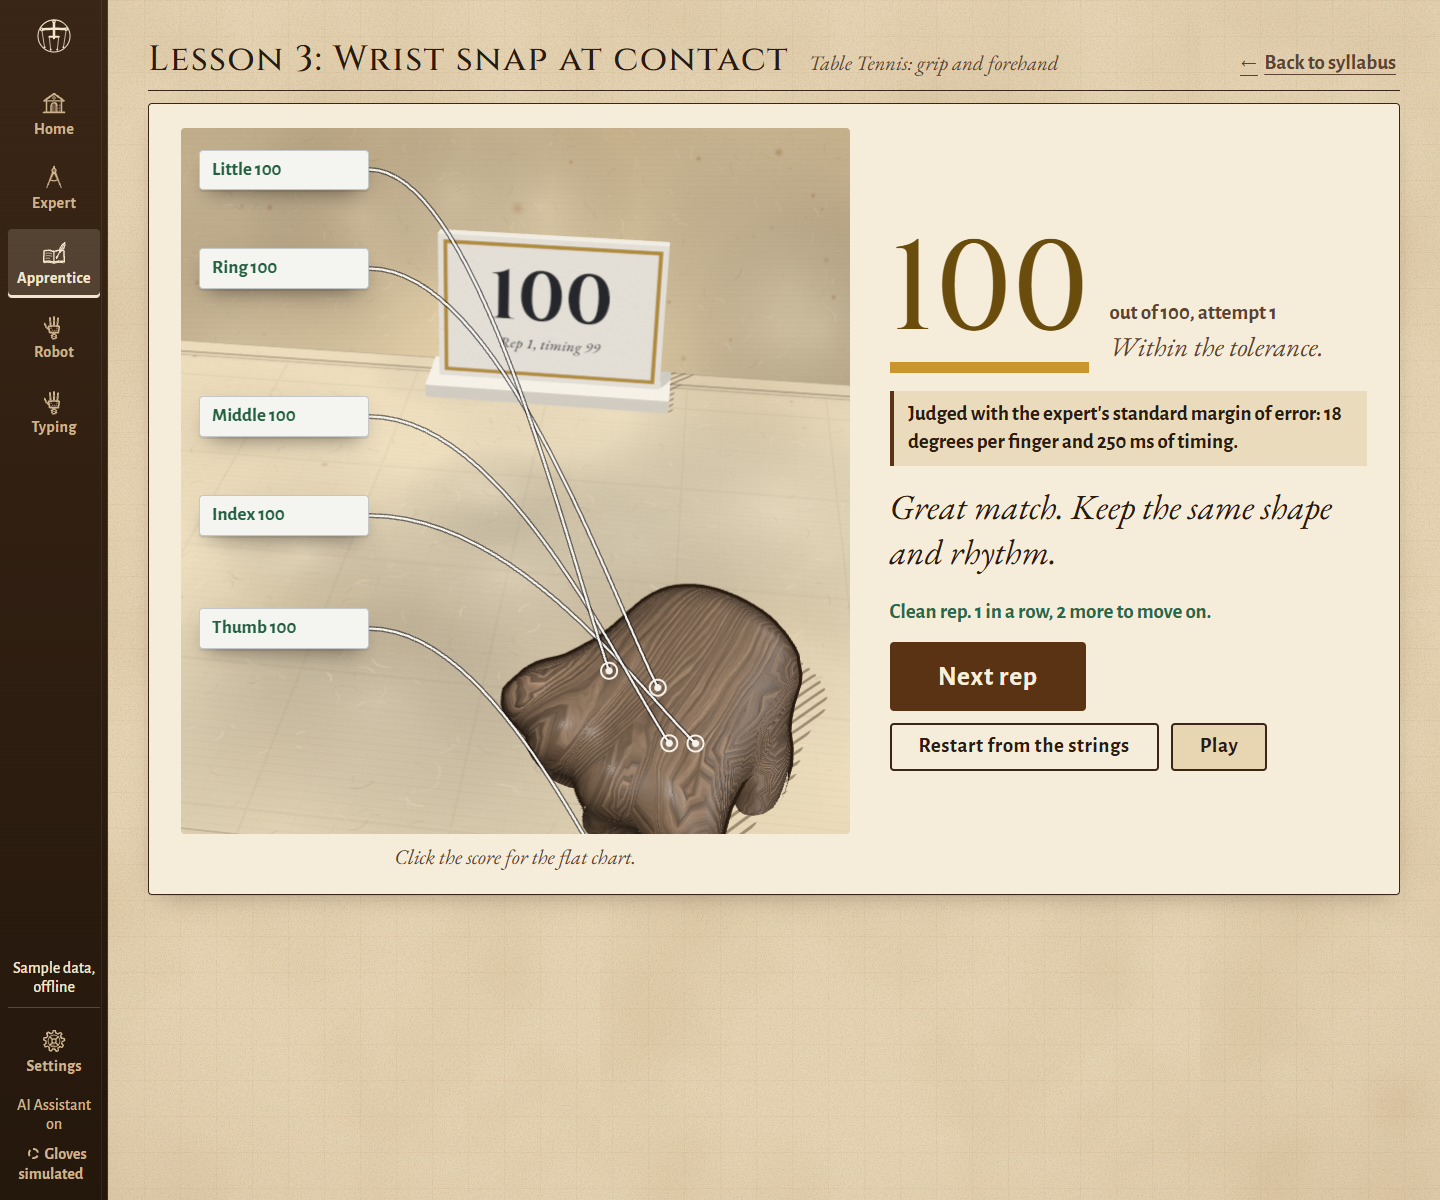 Lesson 3: Wrist snap at contact
Table Tennis: grip and forehand
← Back to syllabus
Home
Expert
Apprentice
Robot
Typing
Sample data,
offline
Settings
AI Assistant
on
Gloves
simulated
Little 100
Ring 100
Middle 100
Index 100
Thumb 100
100
Rep 1, timing 99
Click the score for the flat chart.
100
out of 100, attempt 1
Within the tolerance.
Judged with the expert's standard margin of error: 18
degrees per finger and 250 ms of timing.
Great match. Keep the same shape
and rhythm.
Clean rep. 1 in a row, 2 more to move on.
Next rep
Restart from the strings
Play